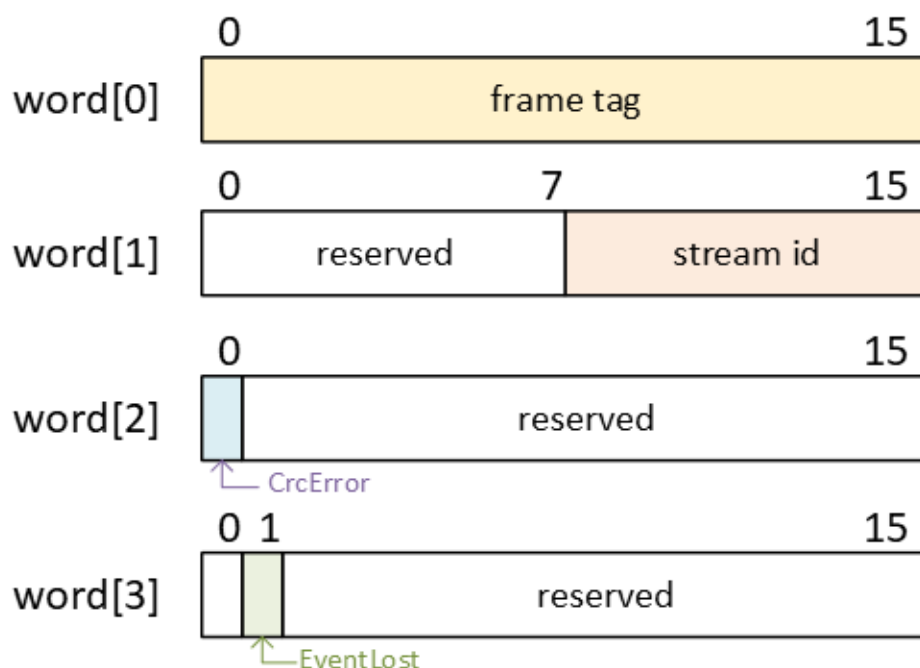 0 15
word[0] frame tag
0 7 15
word[1] reserved stream id
0 15
word[2] reserved
CrcError
0 1 15
word[3] reserved
EventLost